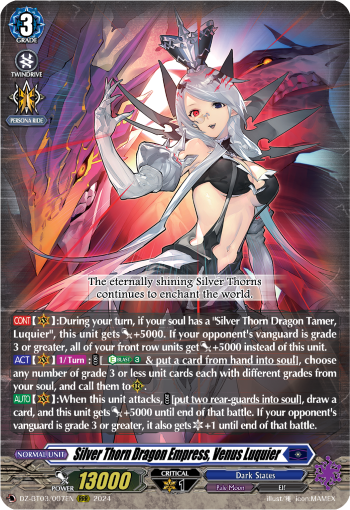 3
GRADE
TWINDRIVE
PERSONA RIDE
The eternally shining Silver Thorns
continues to enchant the world.
CONT【】:During your turn, if your soul has a "Silver Thorn Dragon Tamer,
Luquier", this unit gets +5000. If your opponent's vanguard is grade
3 or greater, all of your front row units get +5000 instead of this unit.
ACT【】1/Turn :[ E-BLAST 3 & put a card from hand into soul], choose
any number of grade 3 or less unit cards each with different grades from
your soul, and call them to .
AUTO【】:When this unit attacks, [put two rear-guards into soul], draw a
card, and this unit gets +5000 until end of that battle. If your opponent's
vanguard is grade 3 or greater, it also gets +1 until end of that battle.
NORMAL UNIT Silver Thorn Dragon Empress, Venus Luquier
POWER 13000 CRITICAL 1 Dark States
Pale Moon Elf
2024